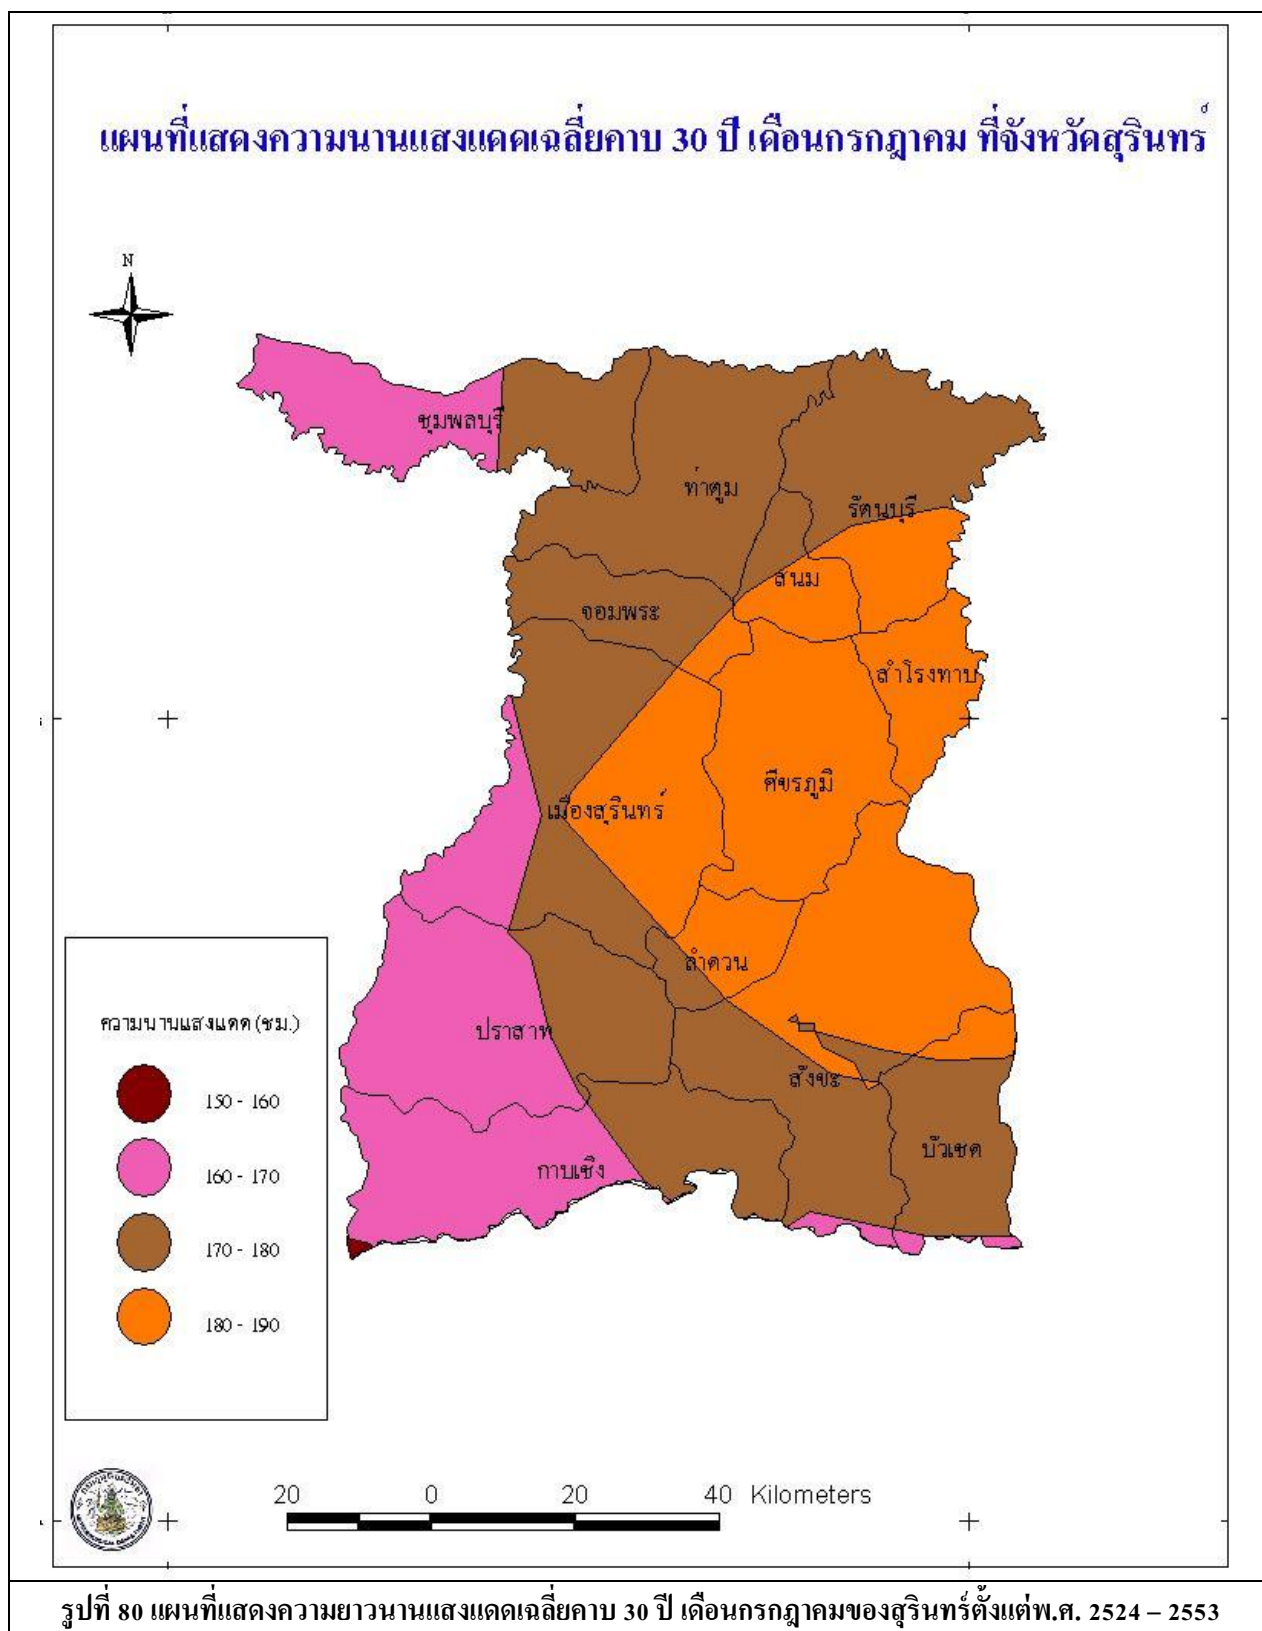 แผนที่แสดงความนานแสงแดดเฉลี่ยคาบ 30 ปี เดือนกรกฎาคม ที่จังหวัดสุรินทร์
N
ชุมพลบุรี
ท่าตูม
รัตนบุรี
สนม
จอมพระ
สำโรงทาบ
ศีขรภูมิ
เมืองสุรินทร์
ลำดวน
ปราสาท
สังขะ
บัวเชด
กาบเชิง
ความนานแสงแดด (ชม.)
150 - 160
160 - 170
170 - 180
180 - 190
20 0 20 40 Kilometers
รูปที่ 80 แผนที่แสดงความยาวนานแสงแดดเฉลี่ยคาบ 30 ปี เดือนกรกฎาคมของสุรินทร์ตั้งแต่พ.ศ. 2524 – 2553